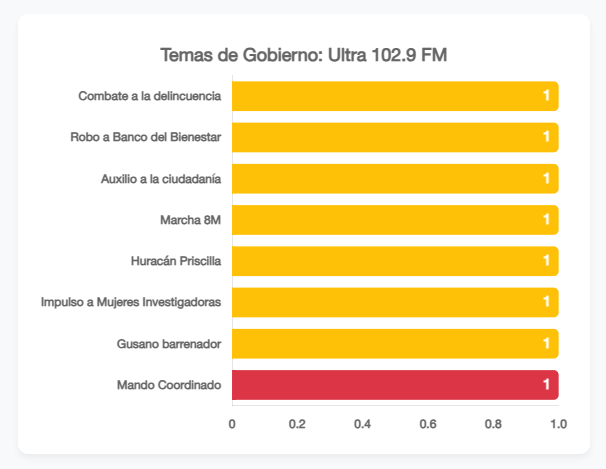 Temas de Gobierno: Ultra 102.9 FM
Combate a la delincuencia 1
Robo a Banco del Bienestar 1
Auxilio a la ciudadanía 1
Marcha 8M 1
Huracán Priscilla 1
Impulso a Mujeres Investigadoras 1
Gusano barrenador 1
Mando Coordinado 1
0 0.2 0.4 0.6 0.8 1.0